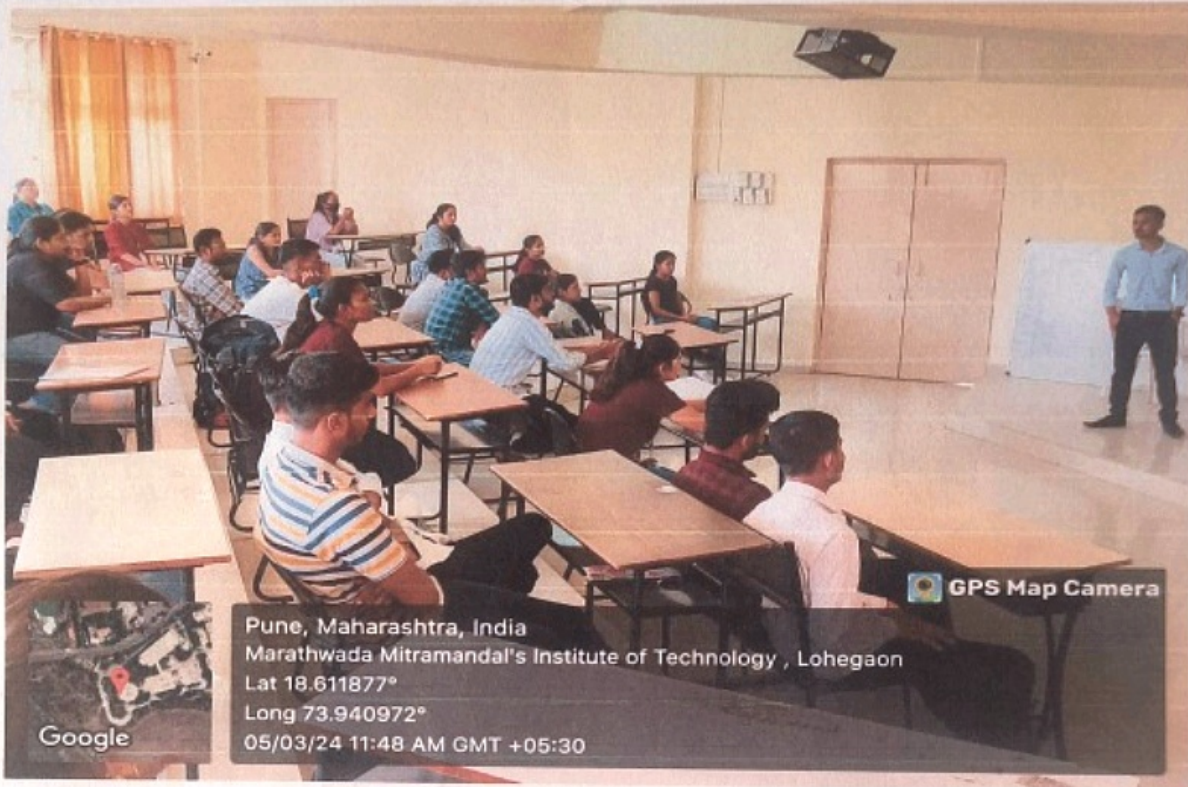 GPS Map Camera
Pune, Maharashtra, India
Marathwada Mitramandal's Institute of Technology , Lohegaon
Lat 18.611877°
Long 73.940972°
05/03/24 11:48 AM GMT +05:30
Google